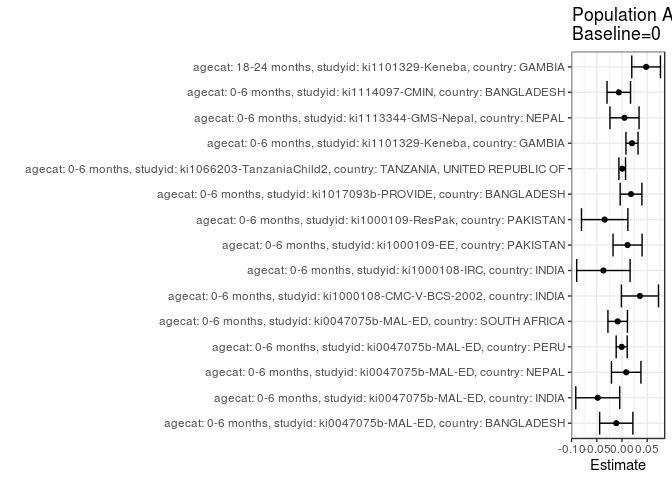 Population A
Baseline=0
agecat: 18-24 months, studyid: ki1101329-Keneba, country: GAMBIA
agecat: 0-6 months, studyid: ki1114097-CMIN, country: BANGLADESH
agecat: 0-6 months, studyid: ki1113344-GMS-Nepal, country: NEPAL
agecat: 0-6 months, studyid: ki1101329-Keneba, country: GAMBIA
agecat: 0-6 months, studyid: ki1066203-TanzaniaChild2, country: TANZANIA, UNITED REPUBLIC OF
agecat: 0-6 months, studyid: ki1017093b-PROVIDE, country: BANGLADESH
agecat: 0-6 months, studyid: ki1000109-ResPak, country: PAKISTAN
agecat: 0-6 months, studyid: ki1000109-EE, country: PAKISTAN
agecat: 0-6 months, studyid: ki1000108-IRC, country: INDIA
agecat: 0-6 months, studyid: ki1000108-CMC-V-BCS-2002, country: INDIA
agecat: 0-6 months, studyid: ki0047075b-MAL-ED, country: SOUTH AFRICA
agecat: 0-6 months, studyid: ki0047075b-MAL-ED, country: PERU
agecat: 0-6 months, studyid: ki0047075b-MAL-ED, country: NEPAL
agecat: 0-6 months, studyid: ki0047075b-MAL-ED, country: INDIA
agecat: 0-6 months, studyid: ki0047075b-MAL-ED, country: BANGLADESH
-0.10-0.050.000.05
Estimate